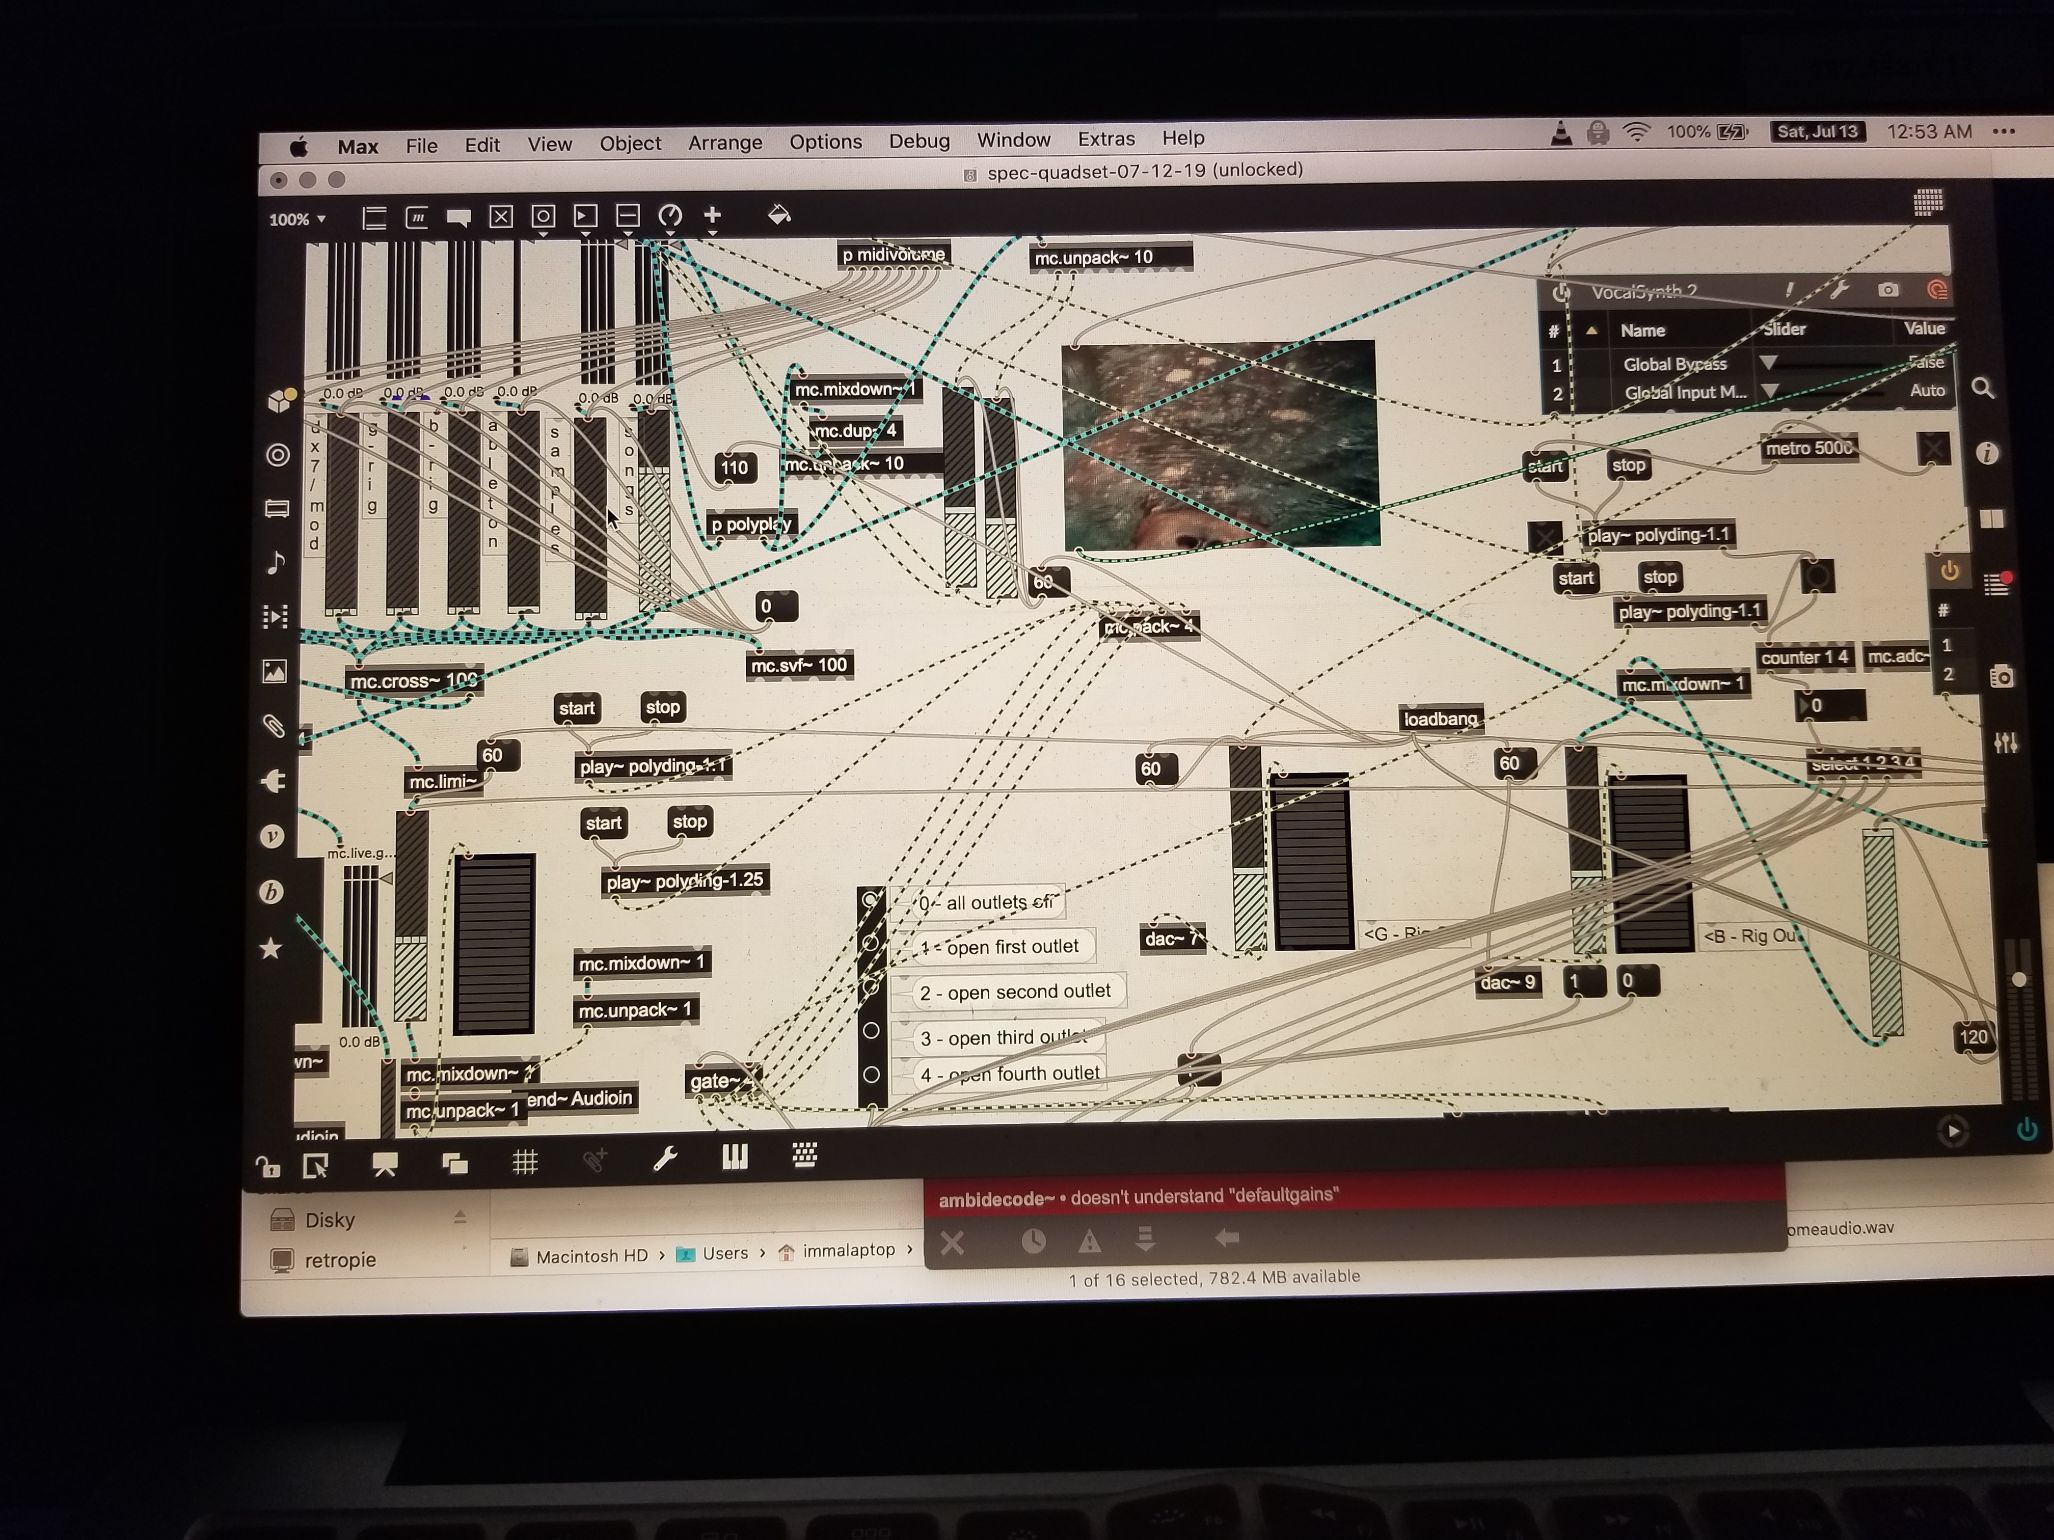 Max File Edit View Object Arrange Options Debug Window Extras Help 100% Sat, Jul 13 12:53 AM
spec-quadset-07-12-19 (unlocked)
100%
p midivolume
mc.unpack~ 10
VocalSynth 2
# Name Slider Value
1 Global Bypass False
2 Global Input M... Auto
0.0 dB 0.0 dB 0.0 dB 0.0 dB 0.0 dB 0.0 dB
dx7/mod
g-rig
b-rig
ableton
samples
songs
mc.mixdown~ 1
mc.dup~ 4
mc.unpack~ 10
110
p polyplay
60
0
mc.pack~ 4
mc.svf~ 100
mc.cross~ 100
start stop
metro 5000
play~ polyding-1.1
start stop
play~ polyding-1.1
#
1
2
counter 1 4
mc.adc~
mc.mixdown~ 1
0
select 1 2 3 4
loadbang
start stop
60
play~ polyding-1.1
mc.limi~
60
60
start stop
play~ polyding-1.25
mc.live.g...
0.0 dB
mc.mixdown~ 1
mc.unpack~ 1
0 - all outlets off
1 - open first outlet
2 - open second outlet
3 - open third outlet
4 - open fourth outlet
dac~ 7
<G - Rig
<B - Rig Ou
dac~ 9
1
0
120
wn~
mc.mixdown~ 1
mc.unpack~ 1
end~ Audioin
gate~ 4
udioin
ambidecode~ • doesn't understand "defaultgains"
Disky
retropie
Macintosh HD › Users › immalaptop ›
omeaudio.wav
1 of 16 selected, 782.4 MB available